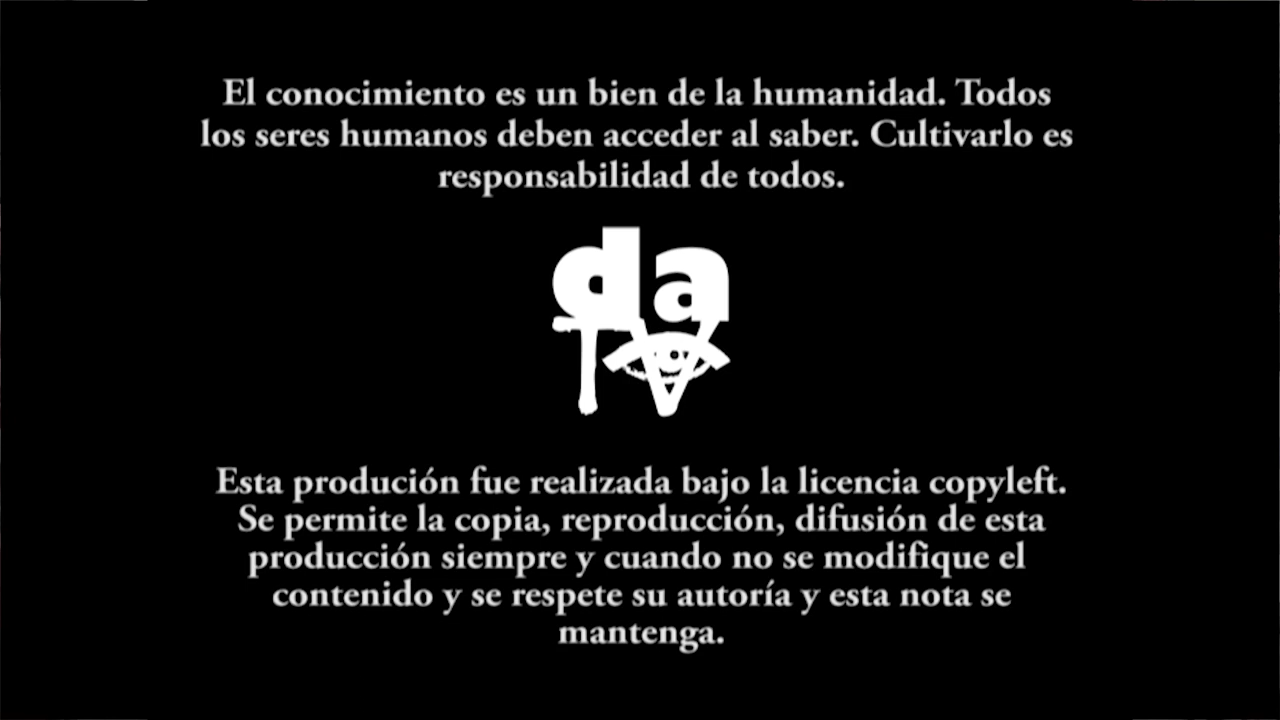 El conocimiento es un bien de la humanidad. Todos
los seres humanos deben acceder al saber. Cultivarlo es
responsabilidad de todos.
da
TV
Esta produción fue realizada bajo la licencia copyleft.
Se permite la copia, reproducción, difusión de esta
producción siempre y cuando no se modifique el
contenido y se respete su autoría y esta nota se
mantenga.